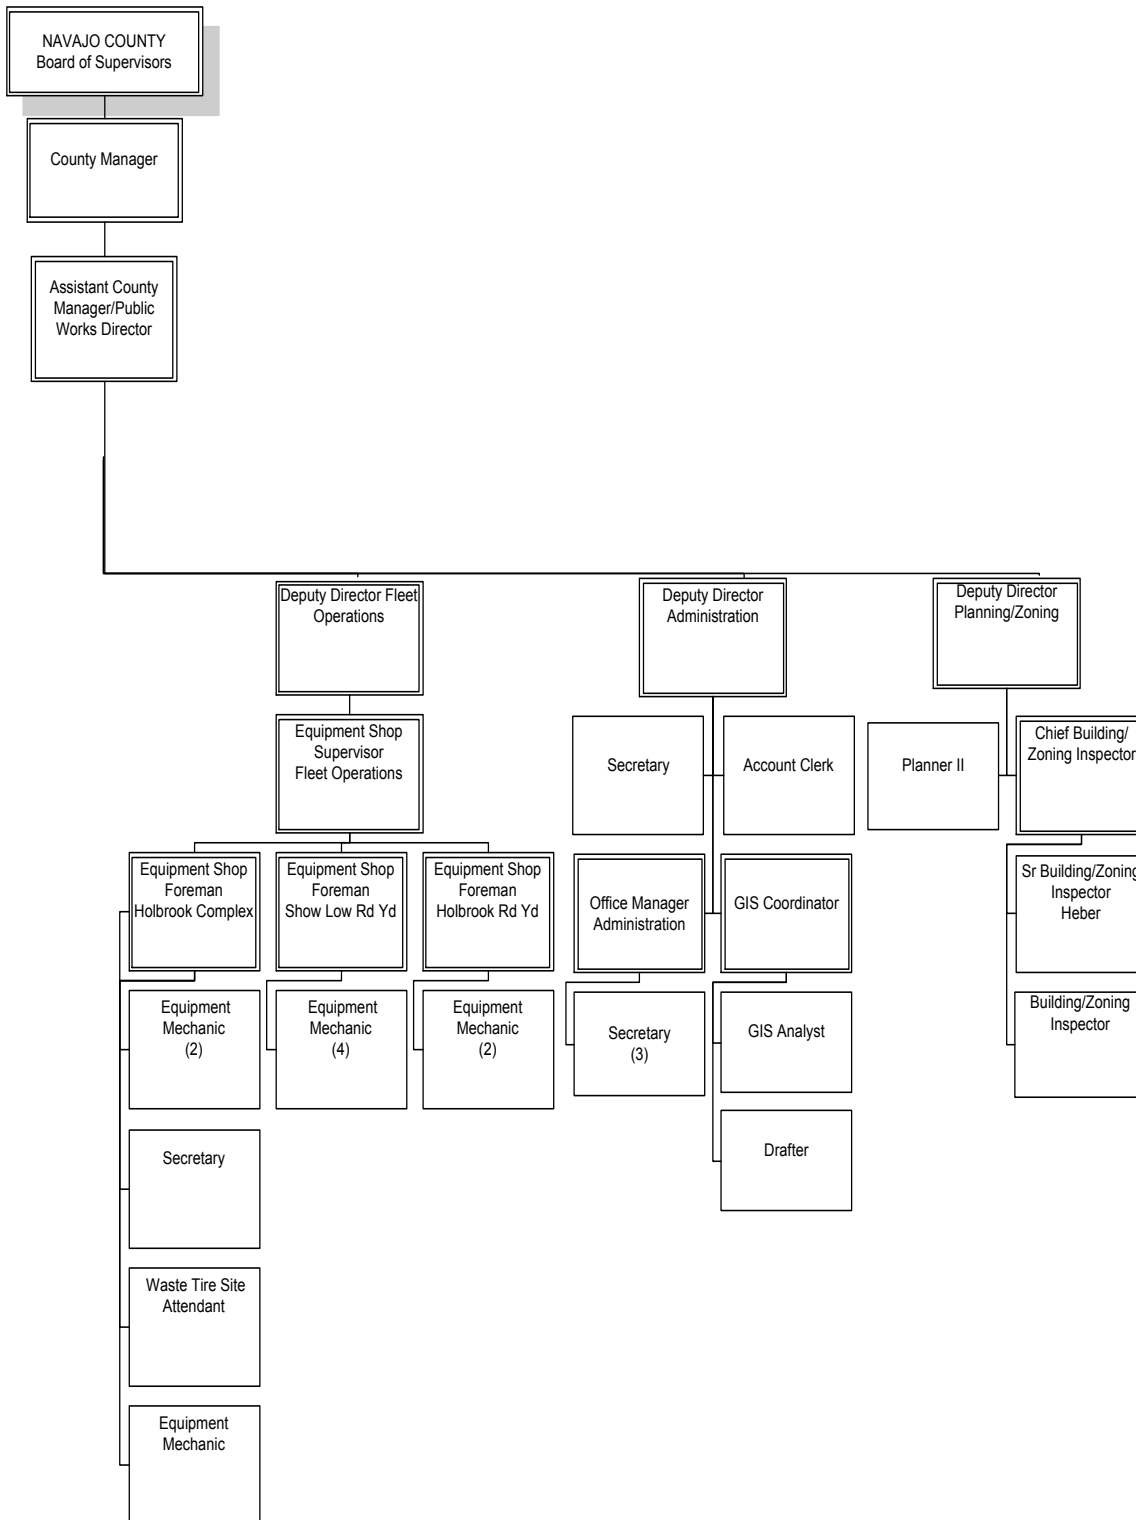 NAVAJO COUNTY
Board of Supervisors
County Manager
Assistant County
Manager/Public
Works Director
Deputy Director Fleet
Operations
Deputy Director
Administration
Deputy Director
Planning/Zoning
Equipment Shop
Supervisor
Fleet Operations
Secretary
Account Clerk
Planner II
Chief Building/
Zoning Inspector
Equipment Shop
Foreman
Holbrook Complex
Equipment Shop
Foreman
Show Low Rd Yd
Equipment Shop
Foreman
Holbrook Rd Yd
Office Manager
Administration
GIS Coordinator
Sr Building/Zoning
Inspector
Heber
Equipment
Mechanic
(2)
Equipment
Mechanic
(4)
Equipment
Mechanic
(2)
Secretary
(3)
GIS Analyst
Building/Zoning
Inspector
Secretary
Drafter
Waste Tire Site
Attendant
Equipment
Mechanic